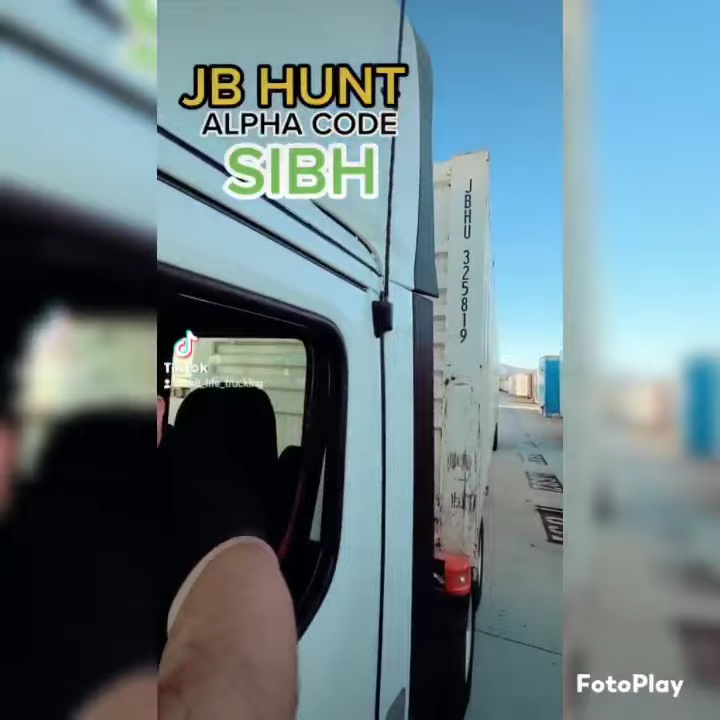 JB HUNT
ALPHA CODE
SIBH
JBHU 325819
TikTok
FotoPlay